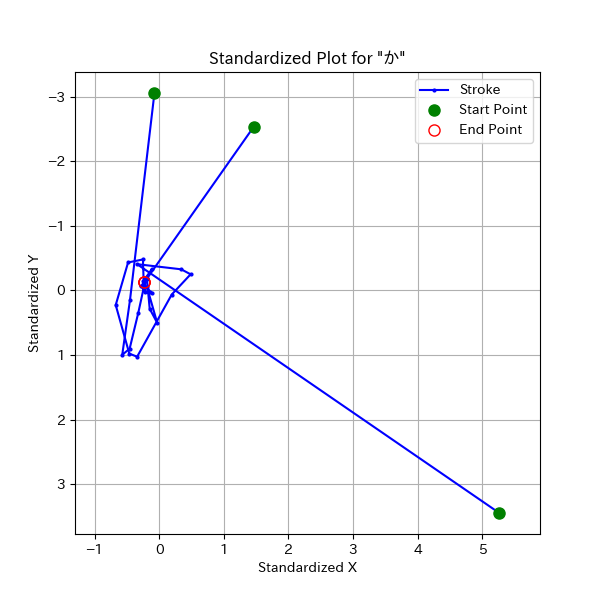 Standardized Plot for "か"
Stroke
Start Point
End Point
−3
−2
−1
0
1
2
3
Standardized Y
−1 0 1 2 3 4 5
Standardized X